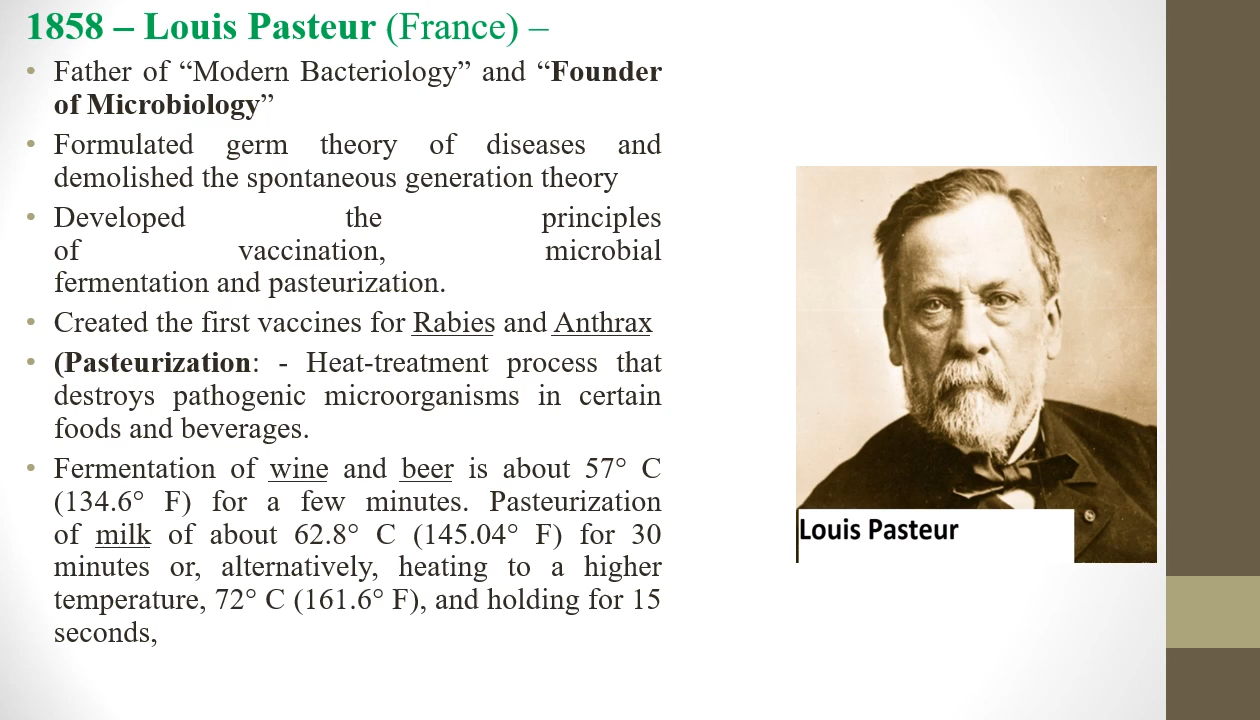 1858 – Louis Pasteur (France) –
• Father of “Modern Bacteriology” and “Founder
of Microbiology”
• Formulated germ theory of diseases and
demolished the spontaneous generation theory
• Developed the principles
of vaccination, microbial
fermentation and pasteurization.
• Created the first vaccines for Rabies and Anthrax
• (Pasteurization: - Heat-treatment process that
destroys pathogenic microorganisms in certain
foods and beverages.
• Fermentation of wine and beer is about 57° C
(134.6° F) for a few minutes. Pasteurization
of milk of about 62.8° C (145.04° F) for 30
minutes or, alternatively, heating to a higher
temperature, 72° C (161.6° F), and holding for 15
seconds,
Louis Pasteur